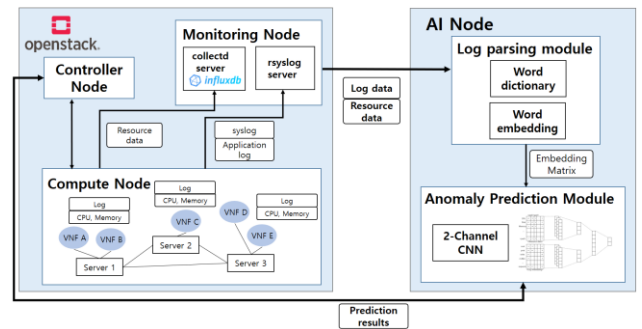 openstack.
Controller
Node
Monitoring Node
collectd
server
influxdb
rsyslog
server
Resource
data
syslog
Application
log
Compute Node
Log
CPU, Memory
VNF A
VNF B
Server 1
Log
CPU, Memory
VNF C
Server 2
VNF D
Log
CPU, Memory
VNF E
Server 3
Log data
Resource
data
AI Node
Log parsing module
Word
dictionary
Word
embedding
Embedding
Matrix
Anomaly Prediction Module
2-Channel
CNN
Prediction
results